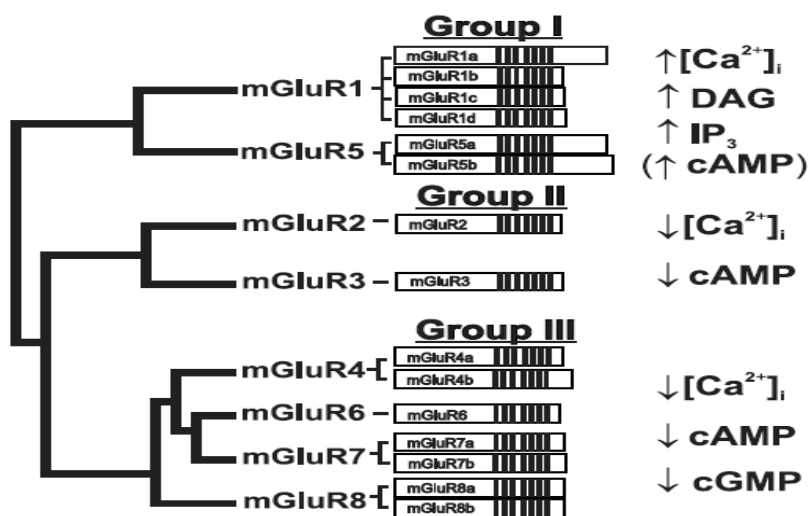 Group I
mGluR1
mGluR1a
mGluR1b
mGluR1c
mGluR1d
mGluR5
mGluR5a
mGluR5b
↑[Ca²⁺]ᵢ
↑ DAG
↑ IP₃
(↑ cAMP)
Group II
mGluR2 – mGluR2
mGluR3 – mGluR3
↓[Ca²⁺]ᵢ
↓ cAMP
Group III
mGluR4
mGluR4a
mGluR4b
mGluR6 – mGluR6
mGluR7
mGluR7a
mGluR7b
mGluR8
mGluR8a
mGluR8b
↓[Ca²⁺]ᵢ
↓ cAMP
↓ cGMP